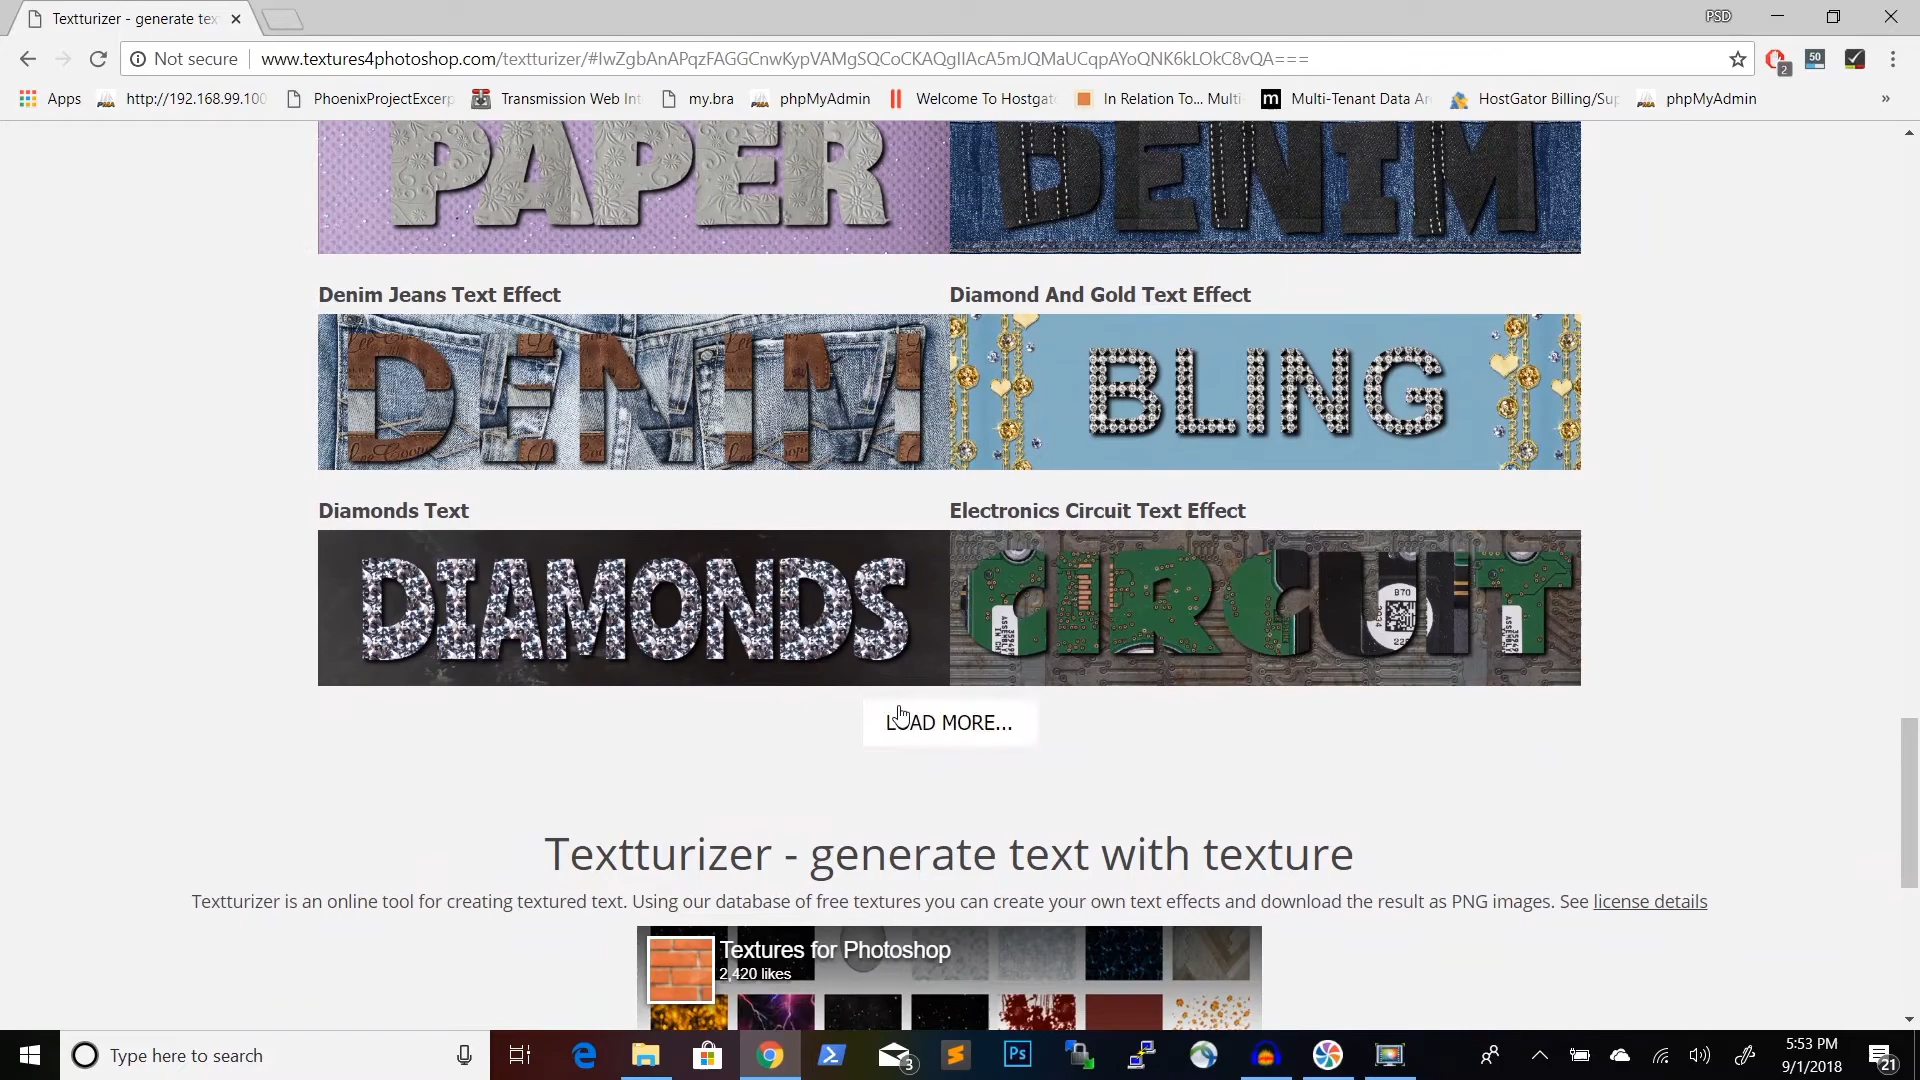 Textturizer - generate tex
PSD
Not secure
www.textures4photoshop.com/textturizer/#IwZgbAnAPqzFAGGCnwKypVAMgSQCoCKAQgIIAcA5mJQMaUCqpAYoQNK6kLOkC8vQA===
2
50
Apps
http://192.168.99.100
PhoenixProjectExcerp
Transmission Web Int
my.bra
phpMyAdmin
Welcome To Hostgat
In Relation To... Multi
Multi-Tenant Data Ar
HostGator Billing/Sup
phpMyAdmin
PAPER
DENIM
Denim Jeans Text Effect
Diamond And Gold Text Effect
DENIM
BLING
Diamonds Text
Electronics Circuit Text Effect
DIAMONDS
CIRCUIT
LOAD MORE...
Textturizer - generate text with texture
Textturizer is an online tool for creating textured text. Using our database of free textures you can create your own text effects and download the result as PNG images. See license details
Textures for Photoshop
2,420 likes
Type here to search
3
Ps
5:53 PM
9/1/2018
21